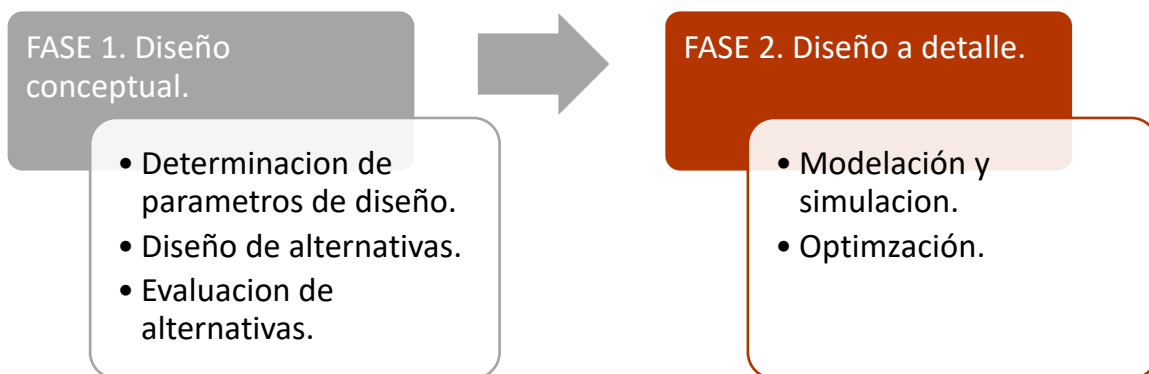 FASE 1. Diseño
conceptual.
• Determinacion de
parametros de diseño.
• Diseño de alternativas.
• Evaluacion de
alternativas.
FASE 2. Diseño a detalle.
• Modelación y
simulacion.
• Optimzación.